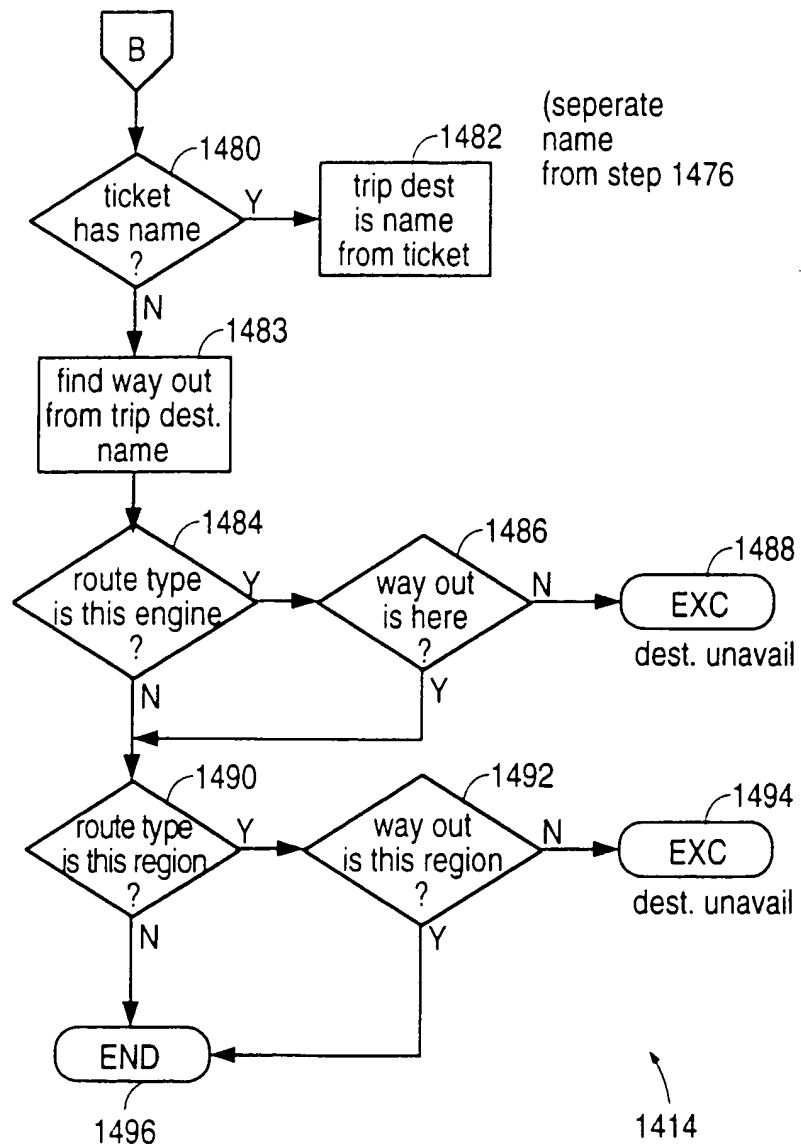 B
(seperate
name
from step 1476
1480
ticket
has name
?
Y
N
1482
trip dest
is name
from ticket
1483
find way out
from trip dest.
name
1484
route type
is this engine
?
Y
N
1486
way out
is here
?
N
Y
1488
EXC
dest. unavail
1490
route type
is this region
?
Y
N
1492
way out
is this region
?
N
Y
1494
EXC
dest. unavail
END
1496
1414